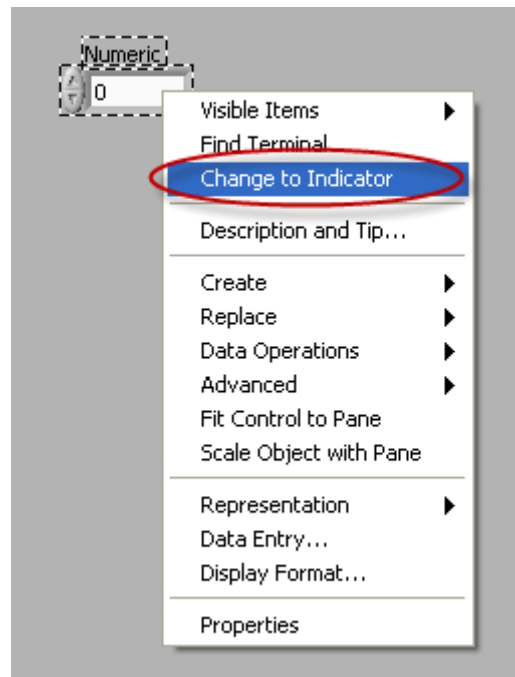 Numeric
0
Visible Items
Find Terminal
Change to Indicator
Description and Tip...
Create
Replace
Data Operations
Advanced
Fit Control to Pane
Scale Object with Pane
Representation
Data Entry...
Display Format...
Properties